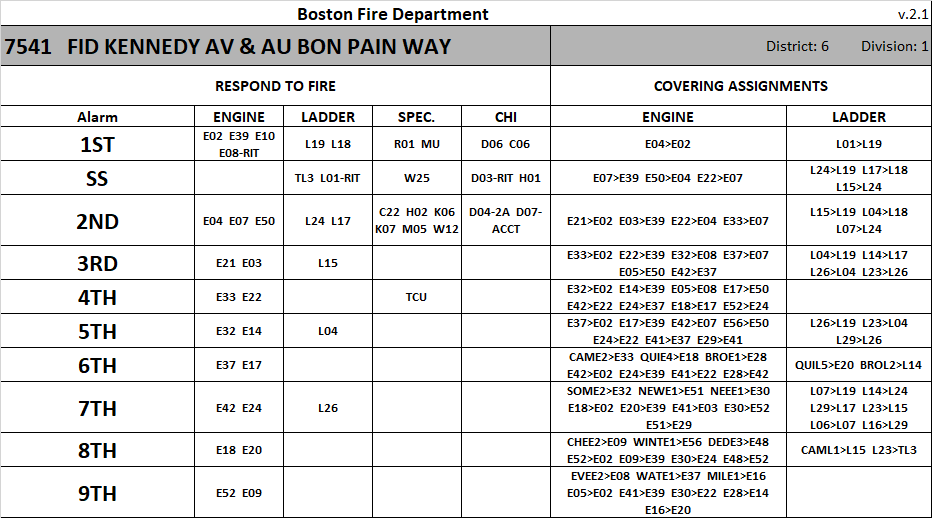 Boston Fire Department v.2.1
7541 FID KENNEDY AV & AU BON PAIN WAY District: 6 Division: 1
RESPOND TO FIRE COVERING ASSIGNMENTS
Alarm ENGINE LADDER SPEC. CHI ENGINE LADDER
1ST E02 E39 E10 L19 L18 R01 MU D06 C06 E04>E02 L01>L19
E08-RIT
SS TL3 L01-RIT W25 D03-RIT H01 E07>E39 E50>E04 E22>E07 L24>L19 L17>L18
L15>L24
2ND E04 E07 E50 L24 L17 C22 H02 K06 D04-2A D07- E21>E02 E03>E39 E22>E04 E33>E07 L15>L19 L04>L18
K07 M05 W12 ACCT L07>L24
3RD E21 E03 L15 E33>E02 E22>E39 E32>E08 E37>E07 L04>L19 L14>L17
E05>E50 E42>E37 L26>L04 L23>L26
4TH E33 E22 TCU E32>E02 E14>E39 E05>E08 E17>E50
E42>E22 E24>E37 E18>E17 E52>E24
5TH E32 E14 L04 E37>E02 E17>E39 E42>E07 E56>E50 L26>L19 L23>L04
E24>E22 E41>E37 E29>E41 L29>L26
6TH E37 E17 CAME2>E33 QUIE4>E18 BROE1>E28 QUIL5>E20 BROL2>L14
E42>E02 E24>E39 E41>E22 E28>E42
7TH E42 E24 L26 SOME2>E32 NEWE1>E51 NEEE1>E30 L07>L19 L14>L24
E18>E02 E20>E39 E41>E03 E30>E52 L29>L17 L23>L15
E51>E29 L06>L07 L16>L29
8TH E18 E20 CHEE2>E09 WINTE1>E56 DEDE3>E48 CAML1>L15 L23>TL3
E52>E02 E09>E39 E30>E24 E48>E52
9TH E52 E09 EVEE2>E08 WATE1>E37 MILE1>E16
E05>E02 E41>E39 E30>E22 E28>E14
E16>E20